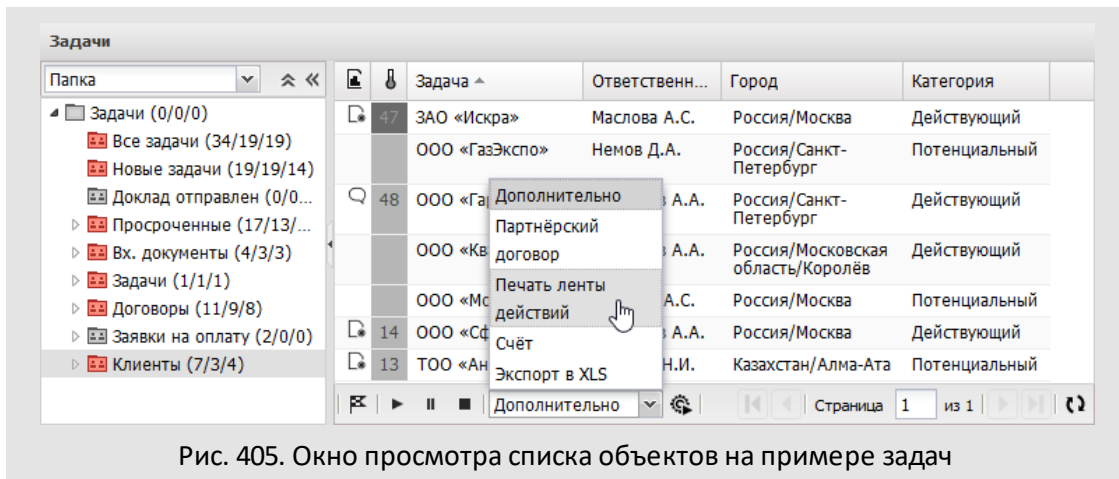 Задачи
Папка
Задача Ответственн... Город Категория
Задачи (0/0/0)
Все задачи (34/19/19)
Новые задачи (19/19/14)
Доклад отправлен (0/0...
Просроченные (17/13/...
Вх. документы (4/3/3)
Задачи (1/1/1)
Договоры (11/9/8)
Заявки на оплату (2/0/0)
Клиенты (7/3/4)
47 ЗАО «Искра» Маслова А.С. Россия/Москва Действующий
ООО «ГазЭкспо» Немов Д.А. Россия/Санкт-
Петербург Потенциальный
48 ООО «Га А.А. Россия/Санкт-
Петербург Действующий
ООО «Кв А.А. Россия/Московская
область/Королёв Действующий
ООО «Мо А.С. Россия/Москва Потенциальный
14 ООО «Сф А.А. Россия/Москва Действующий
13 ТОО «Ан Н.И. Казахстан/Алма-Ата Потенциальный
Дополнительно
Партнёрский
договор
Печать ленты
действий
Счёт
Экспорт в XLS
Дополнительно
Страница 1 из 1
Рис. 405. Окно просмотра списка объектов на примере задач